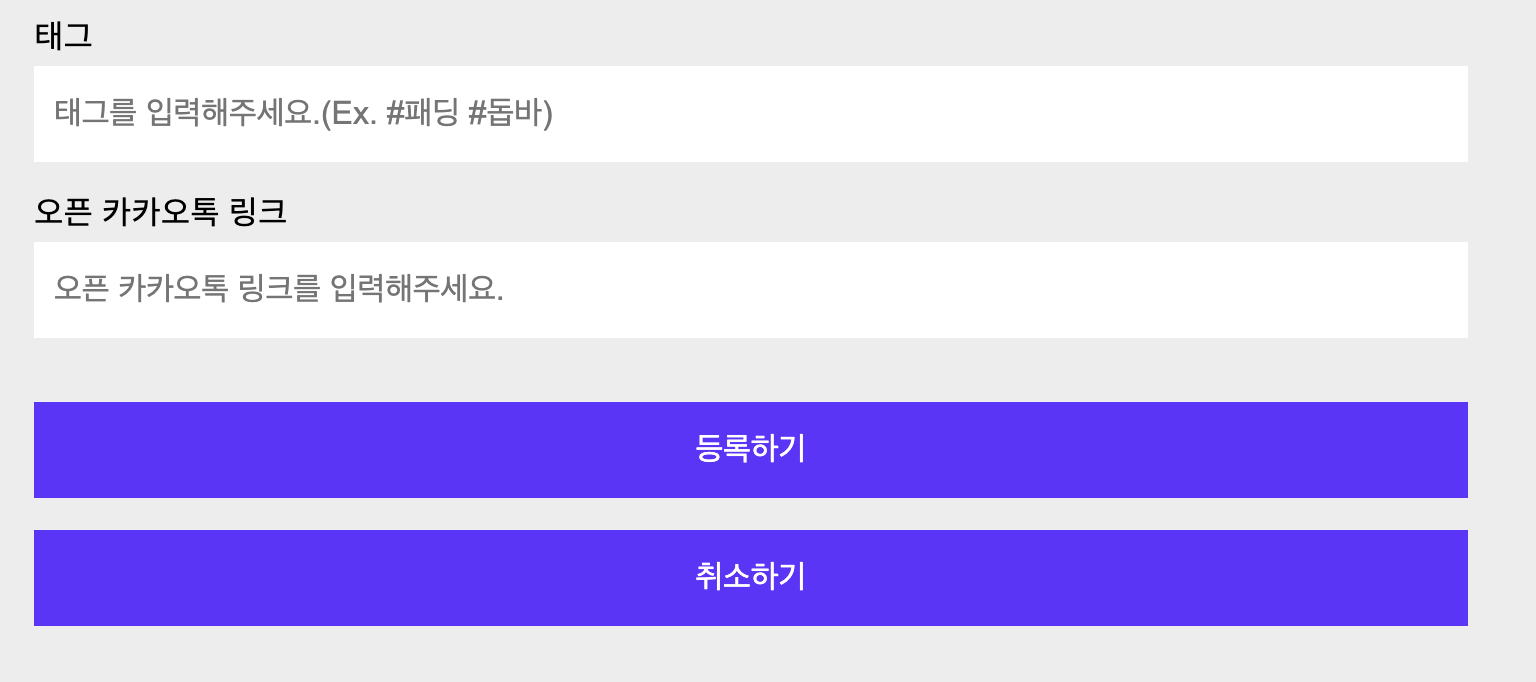 태그
태그를 입력해주세요.(Ex. #패딩 #돕바)
오픈 카카오톡 링크
오픈 카카오톡 링크를 입력해주세요.
등록하기
취소하기